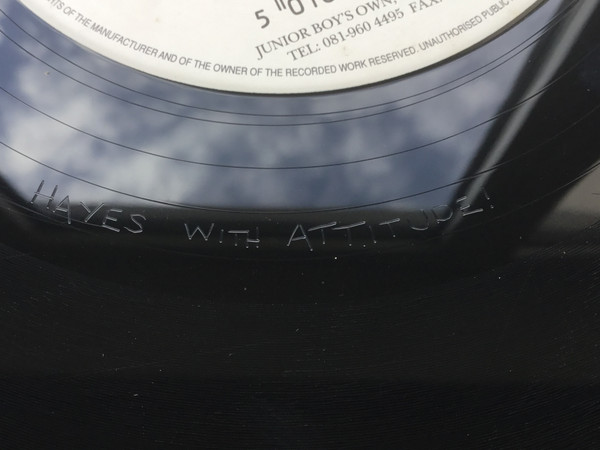 JUNIOR BOY'S OWN,
TEL: 081-960 4495 FAX
OF THE MANUFACTURER AND OF THE OWNER OF THE RECORDED WORK RESERVED. UNAUTHORISED PUBLIC
HAYES WITH ATTITUDE!